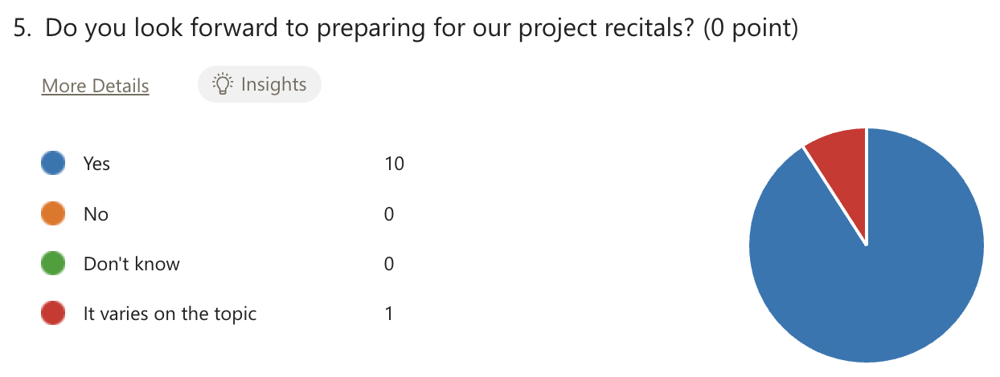 5. Do you look forward to preparing for our project recitals? (0 point)
More Details Insights
Yes 10
No 0
Don't know 0
It varies on the topic 1